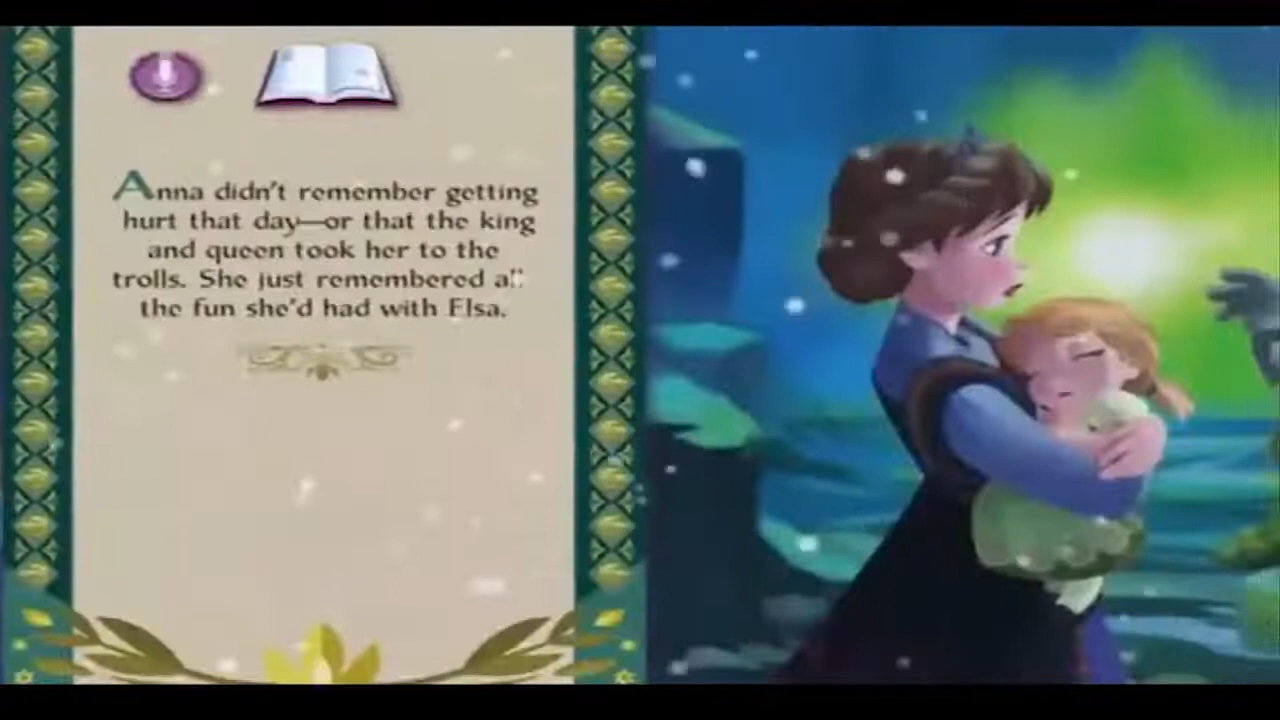 Anna didn't remember getting
hurt that day—or that the king
and queen took her to the
trolls. She just remembered all
the fun she'd had with Elsa.